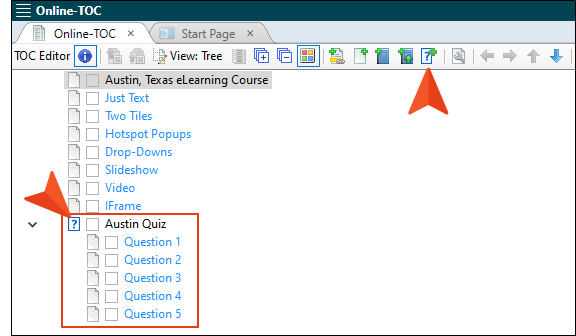 Online-TOC
Online-TOC × Start Page ×
TOC Editor View: Tree
Austin, Texas eLearning Course
Just Text
Two Tiles
Hotspot Popups
Drop-Downs
Slideshow
Video
IFrame
? Austin Quiz
Question 1
Question 2
Question 3
Question 4
Question 5